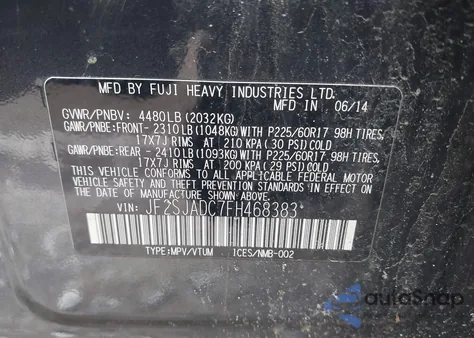 MFD BY FUJI HEAVY INDUSTRIES LTD.
GVWR/PNBV: 4480LB(2032KG) 06/14
GAWR/PNBE:FRONT- 2310LB(1048KG)WITH P225/60R17 98H TIRES,
17X7J RIMS AT 210 KPA(30 PSI)COLD
GAWR/PNBE:REAR - 2410LB(1093KG)WITH P225/60R17 98H TIRES,
17X7J RIMS AT 200 KPA(29 PSI)COLD
THIS VEHICLE CONFORMS TO ALL APPLICABLE FEDERAL MOTOR
VEHICLE SAFETY, BUMPER, AND THEFT PREVENTION STANDARDS IN EFFECT ON
THE DATE OF MANUFACTURE SHOWN ABOVE.
VIN: JF2SJADC7FH468383
TYPE:MPV/VTUM ICES/NMB-002
autoSnap